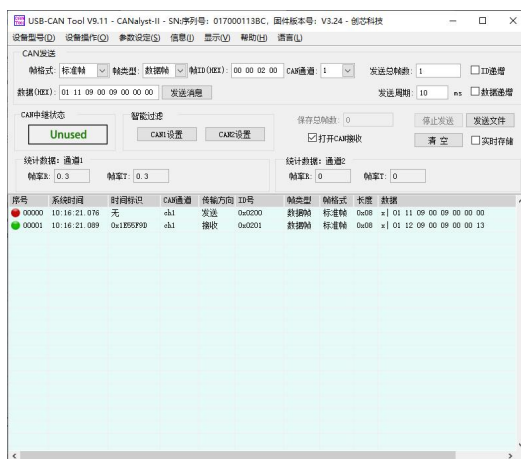 USB-CAN Tool V9.11 - CANalyst-II - SN:序列号: 017000113BC, 固件版本号: V3.24 - 创芯科技
设备型号(D) 设备操作(O) 参数设定(S) 信息(I) 显示(V) 帮助(H) 语言(L)
CAN发送
帧格式: 标准帧 帧类型: 数据帧 帧ID(HEX): 00 00 02 00 CAN通道: 1 发送总帧数: 1 ID递增
数据(HEX): 01 11 09 00 09 00 00 00 发送消息 发送周期: 10 ms 数据递增
CAN中继状态 智能过滤 保存总帧数: 0 停止发送 发送文件
Unused CAN1设置 CAN2设置 打开CAN接收 清 空 实时存储
统计数据: 通道1 统计数据: 通道2
帧率R: 0.3 帧率T: 0.3 帧率R: 0 帧率T: 0
序号 系统时间 时间标识 CAN通道 传输方向 ID号 帧类型 帧格式 长度 数据
00000 10:16:21.076 无 ch1 发送 0x0200 数据帧 标准帧 0x08 x| 01 11 09 00 09 00 00 00
00001 10:16:21.089 0x1E55F9D ch1 接收 0x0201 数据帧 标准帧 0x08 x| 01 12 09 00 09 00 00 13